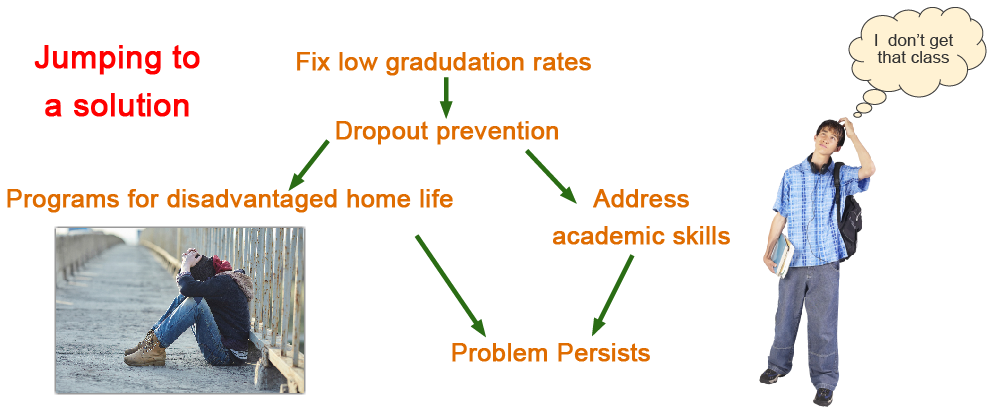 Jumping to
a solution
Fix low gradudation rates
Dropout prevention
Programs for disadvantaged home life
Address
academic skills
Problem Persists
I don't get
that class